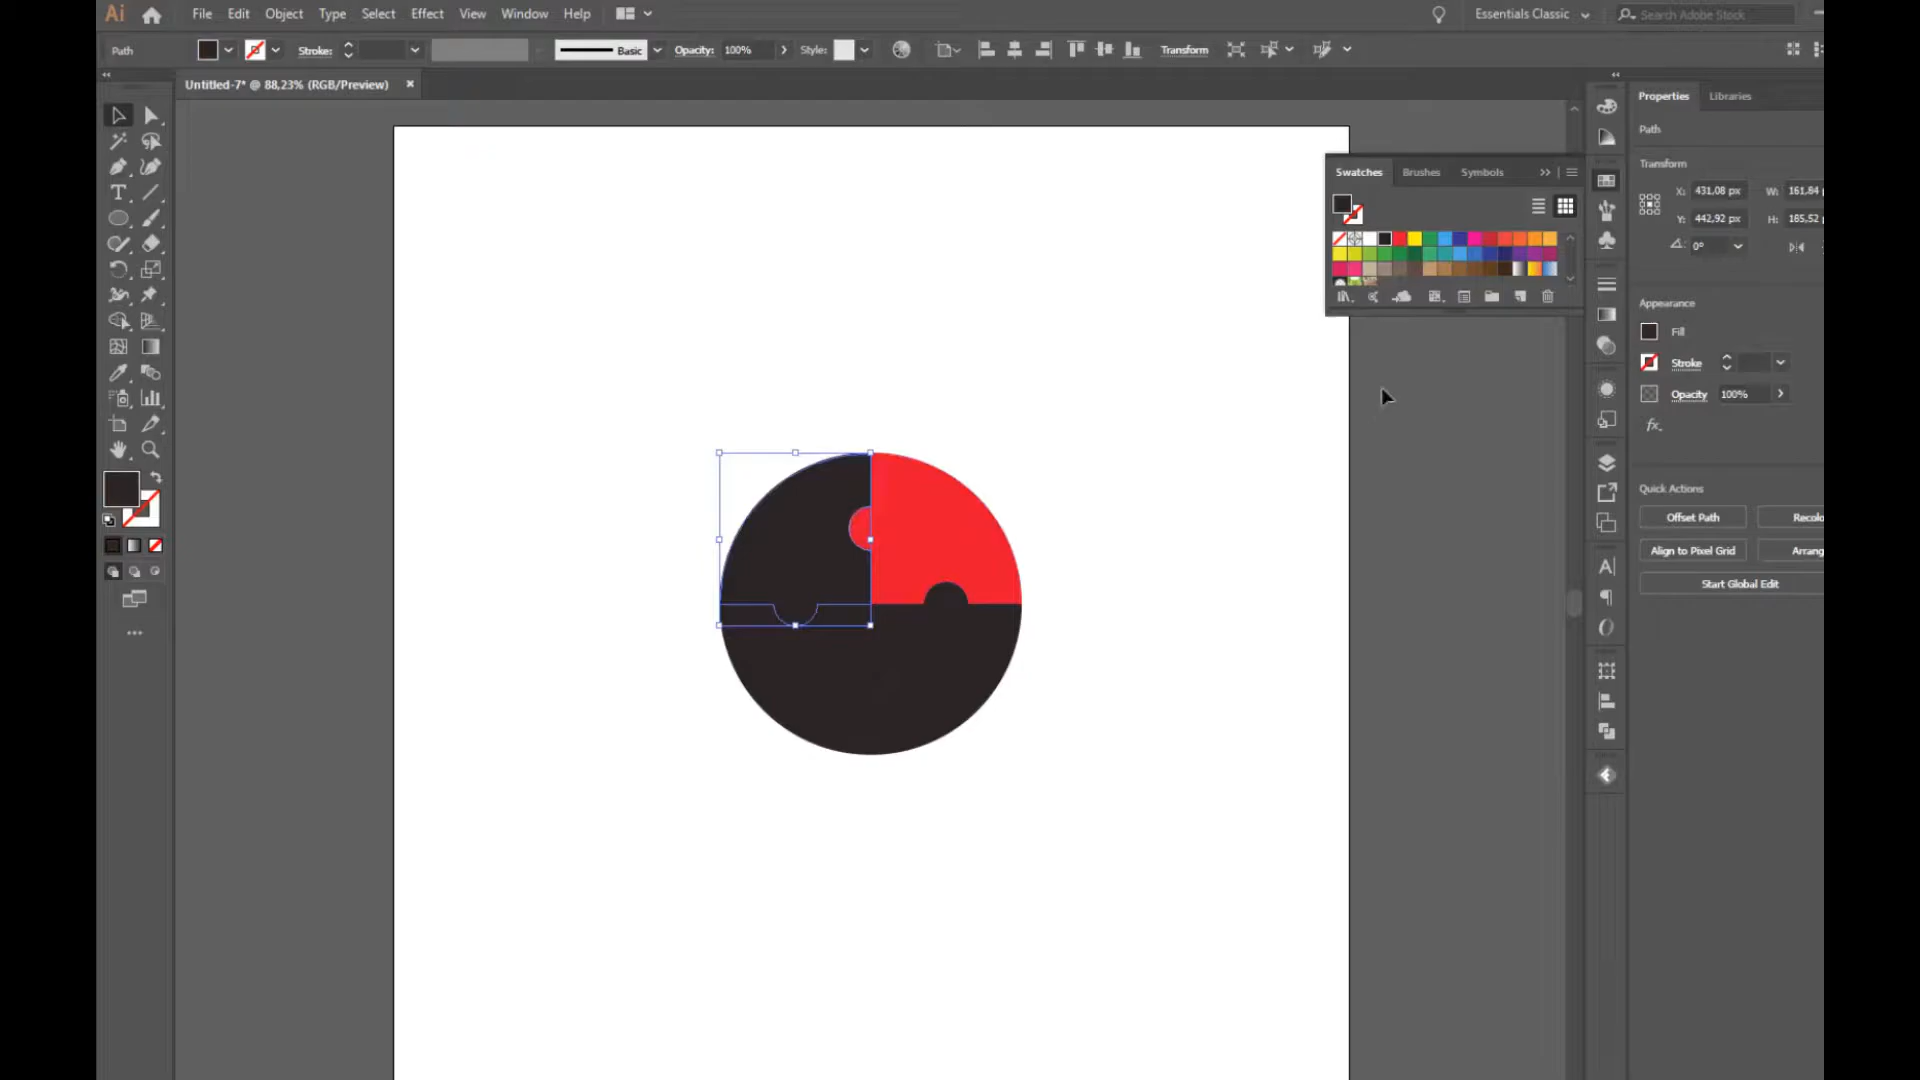 Ai File Edit Object Type Select Effect View Window Help Essentials Classic Search Adobe Stock
Path Stroke: Basic Opacity: 100% Style: Transform
Untitled-7* @ 88,23% (RGB/Preview) ×
Properties Libraries
Path
Transform
X: 431,08 px W: 161,84
Y: 442,92 px H: 185,52
0°
Swatches Brushes Symbols
Appearance
Fill
Stroke
Opacity 100%
fx.
Quick Actions
Offset Path Recolo
Align to Pixel Grid Arrang
Start Global Edit